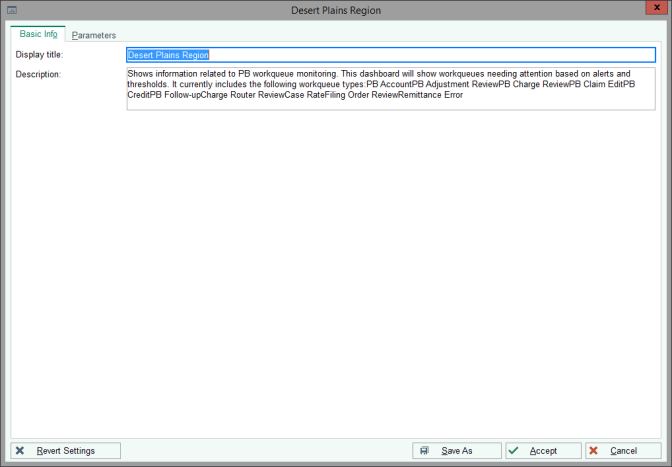 Desert Plains Region
x
Basic Info
Parameters
Display title:
Desert Plains Region
Description:
Shows information related to PB workqueue monitoring. This dashboard will show workqueues needing attention based on alerts and
thresholds. It currently includes the following workqueue types:PB AccountPB Adjustment ReviewPB Charge ReviewPB Claim EditPB
CreditPB Follow-upCharge Router ReviewCase RateFiling Order ReviewRemittance Error
Revert Settings
Save As
Accept
Cancel